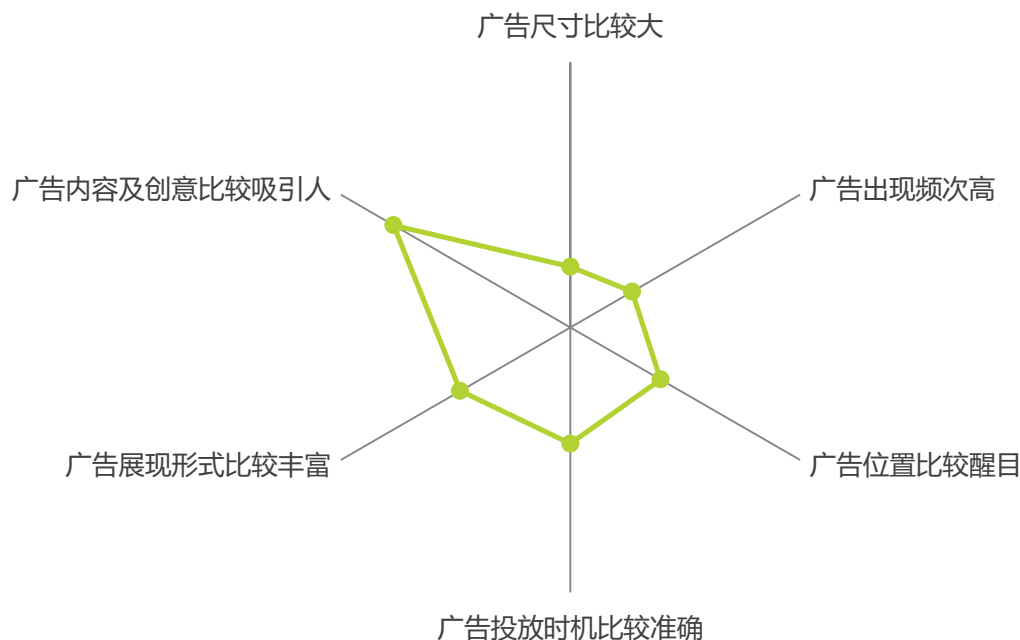 广告尺寸比较大
广告内容及创意比较吸引人
广告出现频次高
广告展现形式比较丰富
广告位置比较醒目
广告投放时机比较准确